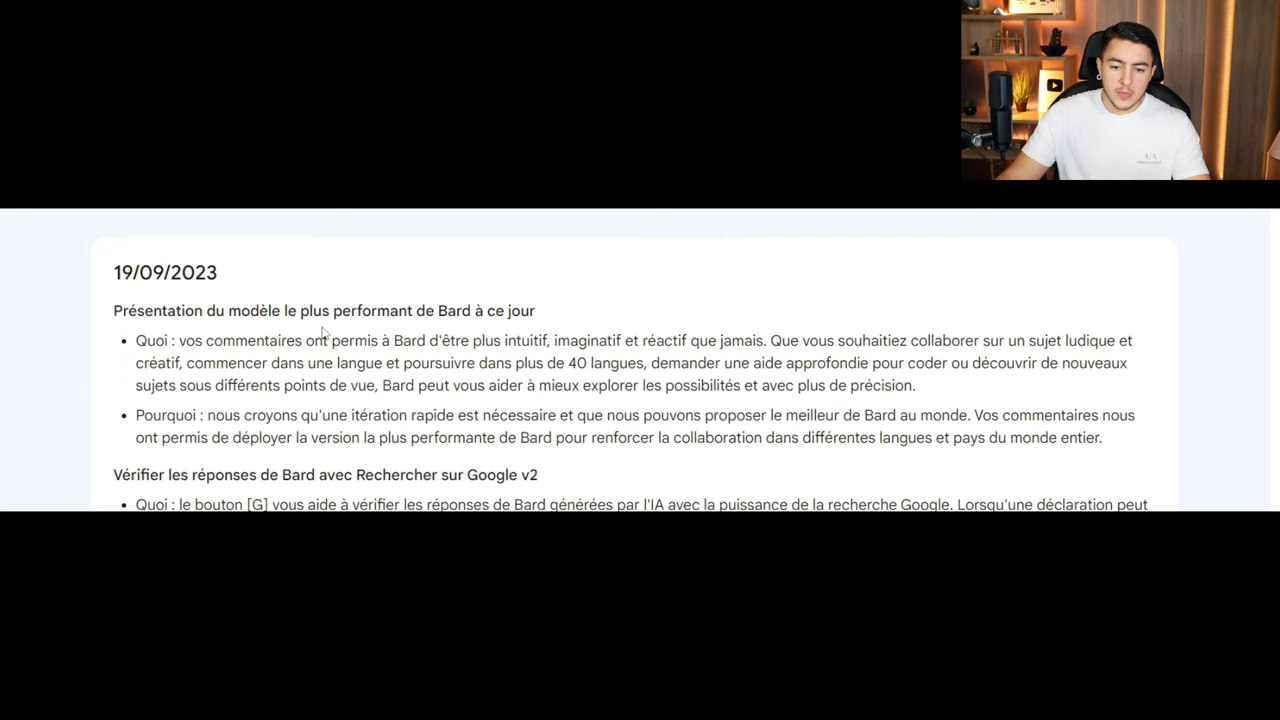 19/09/2023
Présentation du modèle le plus performant de Bard à ce jour
• Quoi : vos commentaires ont permis à Bard d'être plus intuitif, imaginatif et réactif que jamais. Que vous souhaitiez collaborer sur un sujet ludique et
créatif, commencer dans une langue et poursuivre dans plus de 40 langues, demander une aide approfondie pour coder ou découvrir de nouveaux
sujets sous différents points de vue, Bard peut vous aider à mieux explorer les possibilités et avec plus de précision.
• Pourquoi : nous croyons qu'une itération rapide est nécessaire et que nous pouvons proposer le meilleur de Bard au monde. Vos commentaires nous
ont permis de déployer la version la plus performante de Bard pour renforcer la collaboration dans différentes langues et pays du monde entier.
Vérifier les réponses de Bard avec Rechercher sur Google v2
• Quoi : le bouton [G] vous aide à vérifier les réponses de Bard générées par l'IA avec la puissance de la recherche Google. Lorsqu'une déclaration peut